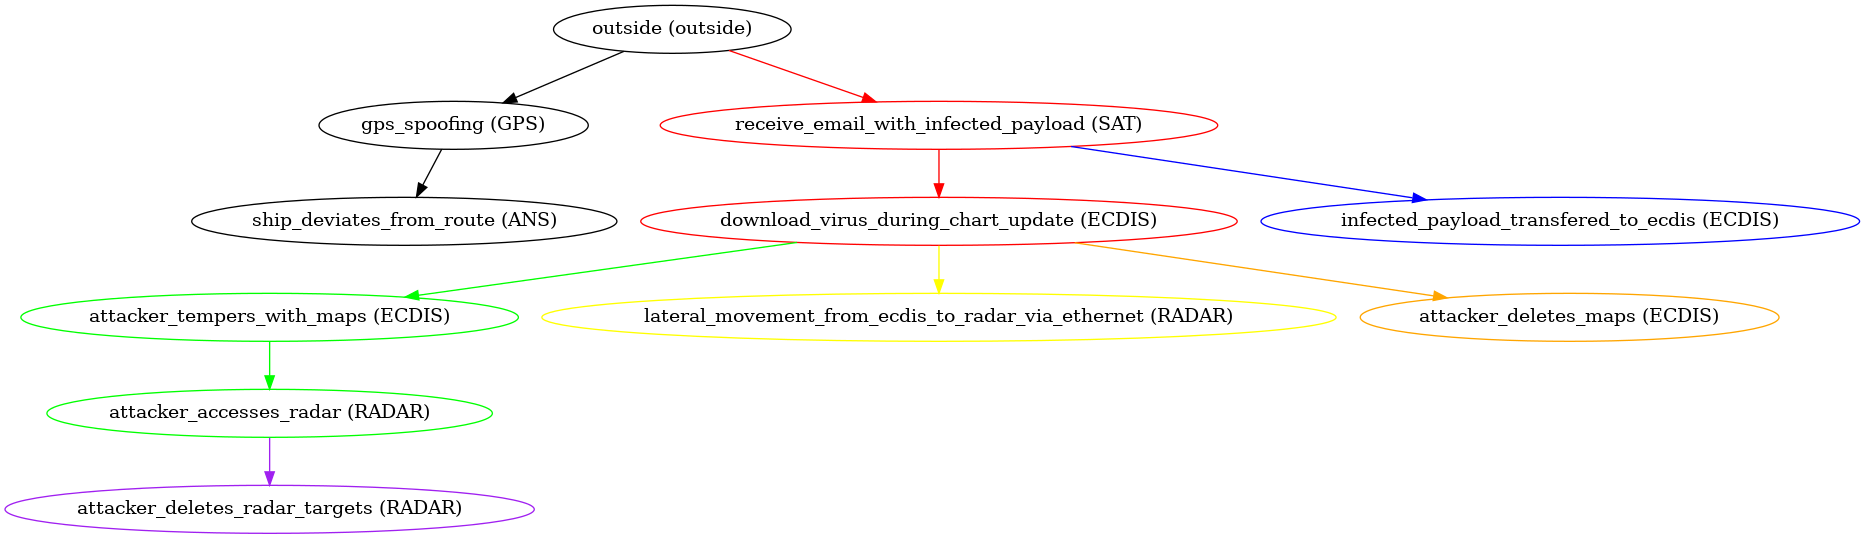 outside (outside)
gps_spoofing (GPS)
receive_email_with_infected_payload (SAT)
ship_deviates_from_route (ANS)
download_virus_during_chart_update (ECDIS)
infected_payload_transfered_to_ecdis (ECDIS)
attacker_tempers_with_maps (ECDIS)
lateral_movement_from_ecdis_to_radar_via_ethernet (RADAR)
attacker_deletes_maps (ECDIS)
attacker_accesses_radar (RADAR)
attacker_deletes_radar_targets (RADAR)